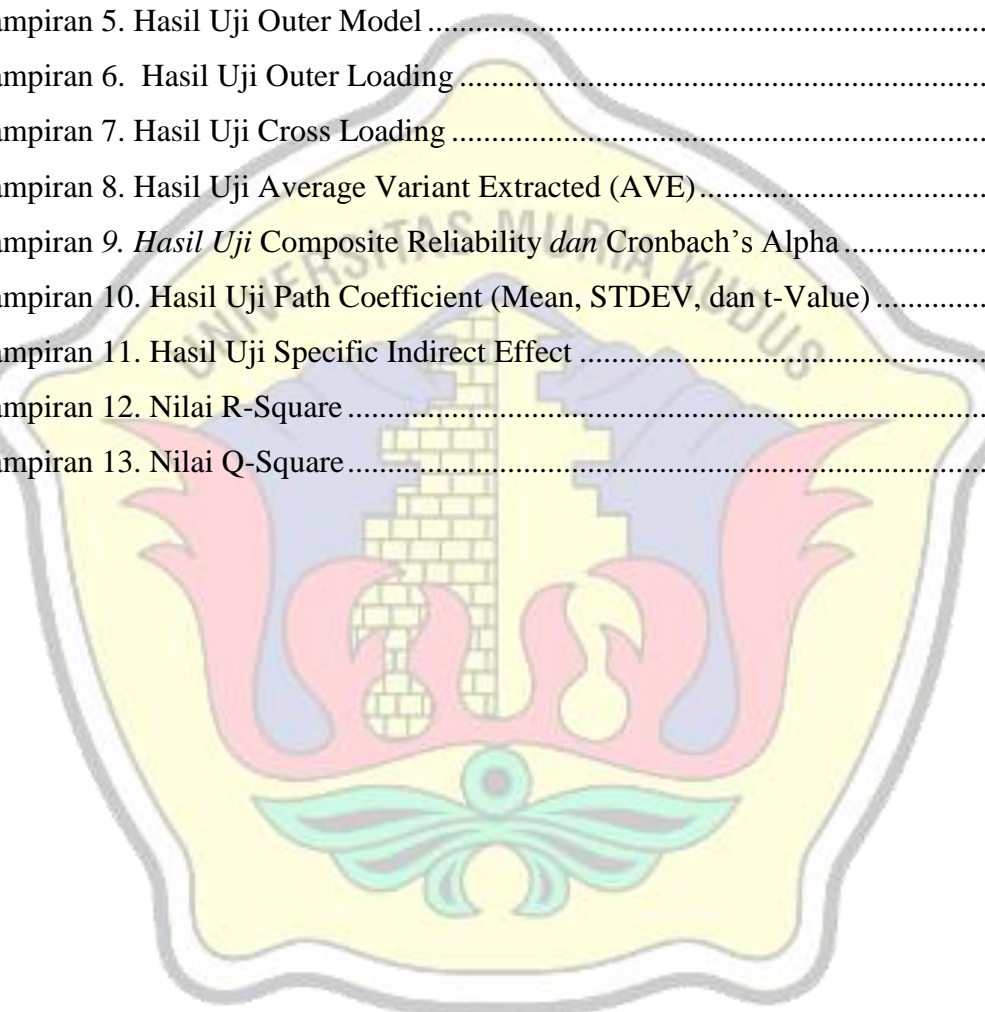 ampiran 5. Hasil Uji Outer Model ........................................................................
ampiran 6.  Hasil Uji Outer Loading ....................................................................
ampiran 7. Hasil Uji Cross Loading .....................................................................
ampiran 8. Hasil Uji Average Variant Extracted (AVE) .....................................
ampiran 9. Hasil Uji Composite Reliability dan Cronbach’s Alpha ..................
ampiran 10. Hasil Uji Path Coefficient (Mean, STDEV, dan t-Value) ..............
ampiran 11. Hasil Uji Specific Indirect Effect ....................................................
ampiran 12. Nilai R-Square ..................................................................................
ampiran 13. Nilai Q-Square ..................................................................................
UNIVERSITAS MURIA KUDUS